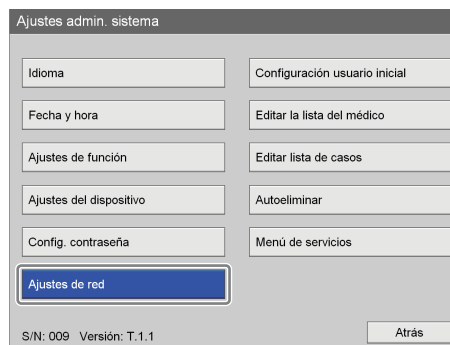 Ajustes admin. sistema
Idioma
Configuración usuario inicial
Fecha y hora
Editar la lista del médico
Ajustes de función
Editar lista de casos
Ajustes del dispositivo
Autoeliminar
Config. contraseña
Menú de servicios
Ajustes de red
S/N: 009 Versión: T.1.1
Atrás